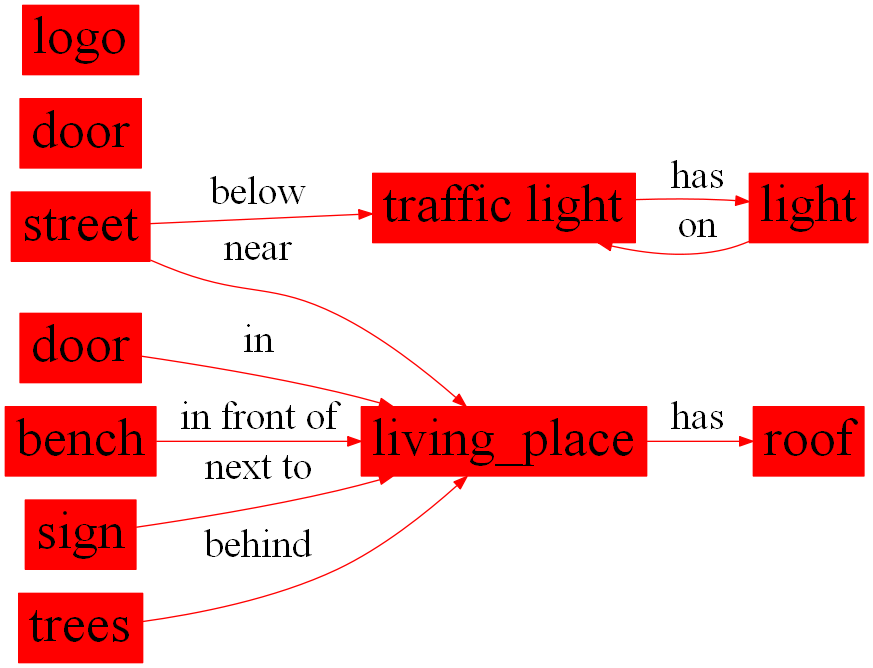 logo
door
street
below
traffic light
has
light
on
near
door
in
bench
in front of
living_place
has
roof
next to
sign
behind
trees